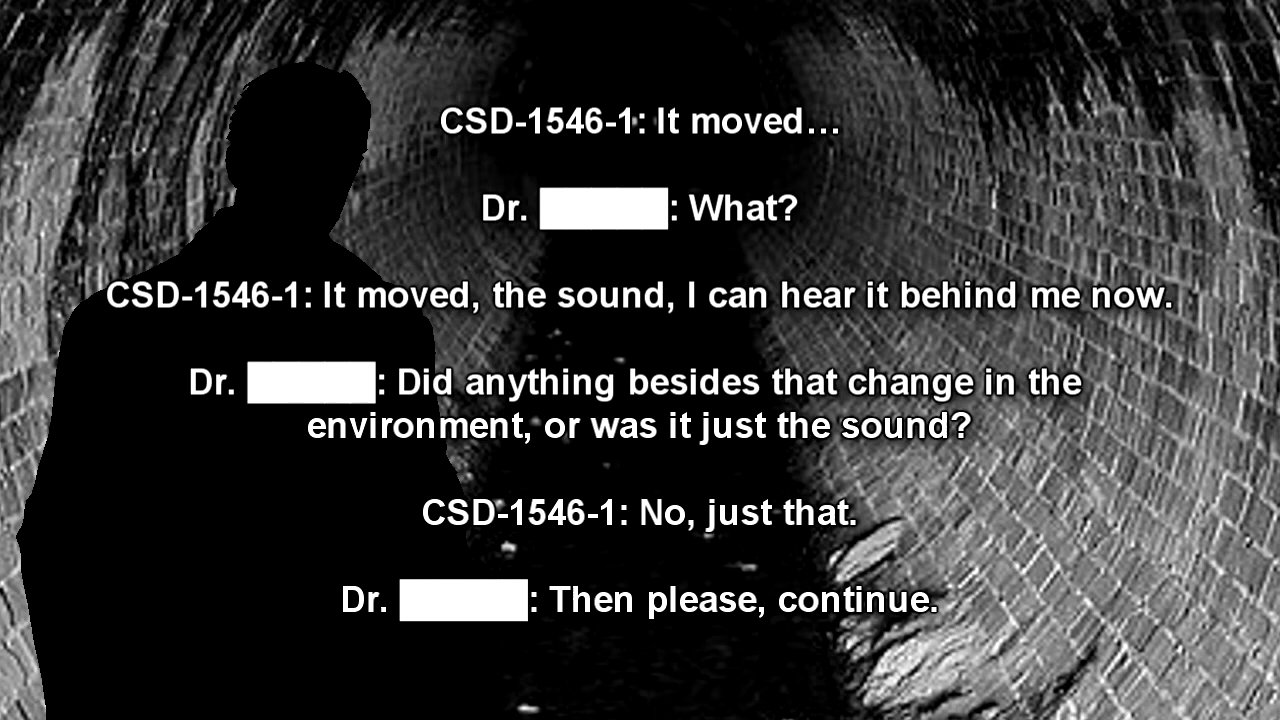 CSD-1546-1: It moved…
Dr. : What?
CSD-1546-1: It moved, the sound, I can hear it behind me now.
Dr. : Did anything besides that change in the
environment, or was it just the sound?
CSD-1546-1: No, just that.
Dr. : Then please, continue.